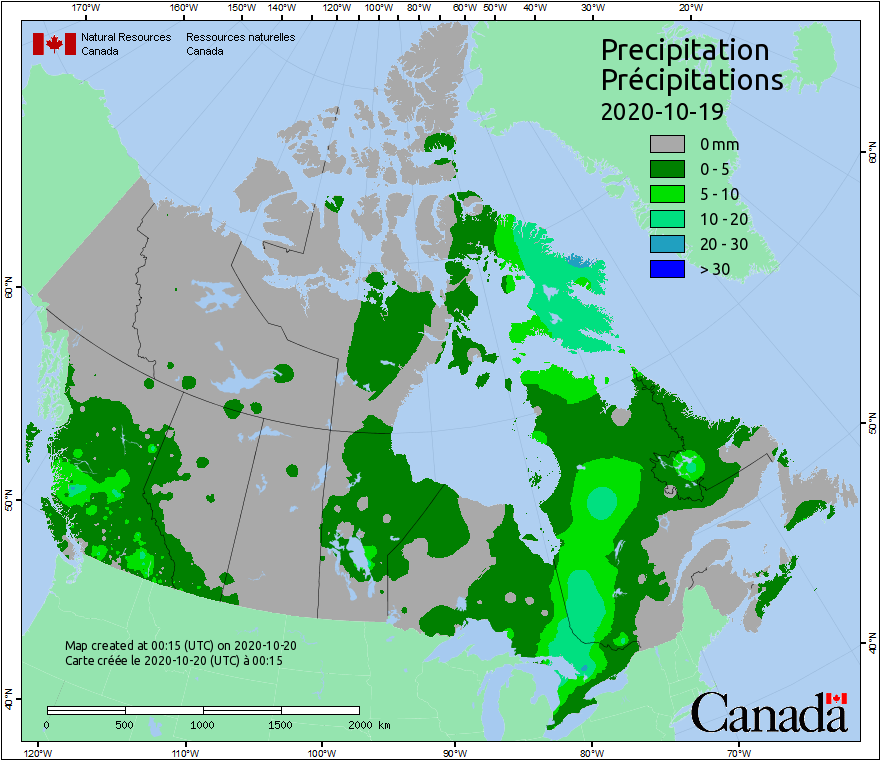 170°W 160°W 150°W 140°W 120°W 100°W 80°W 60°W 50°W 40°W 30°W 20°W
Natural Resources Ressources naturelles
Canada Canada
Precipitation
Précipitations
2020-10-19
0 mm
0 - 5
5 - 10
10 - 20
20 - 30
> 30
60°N
60°N
50°N
50°N
40°N
40°N
Map created at 00:15 (UTC) on 2020-10-20
Carte créée le 2020-10-20 (UTC) à 00:15
0 500 1000 1500 2000 km
Canada
120°W 110°W 100°W 90°W 80°W 70°W